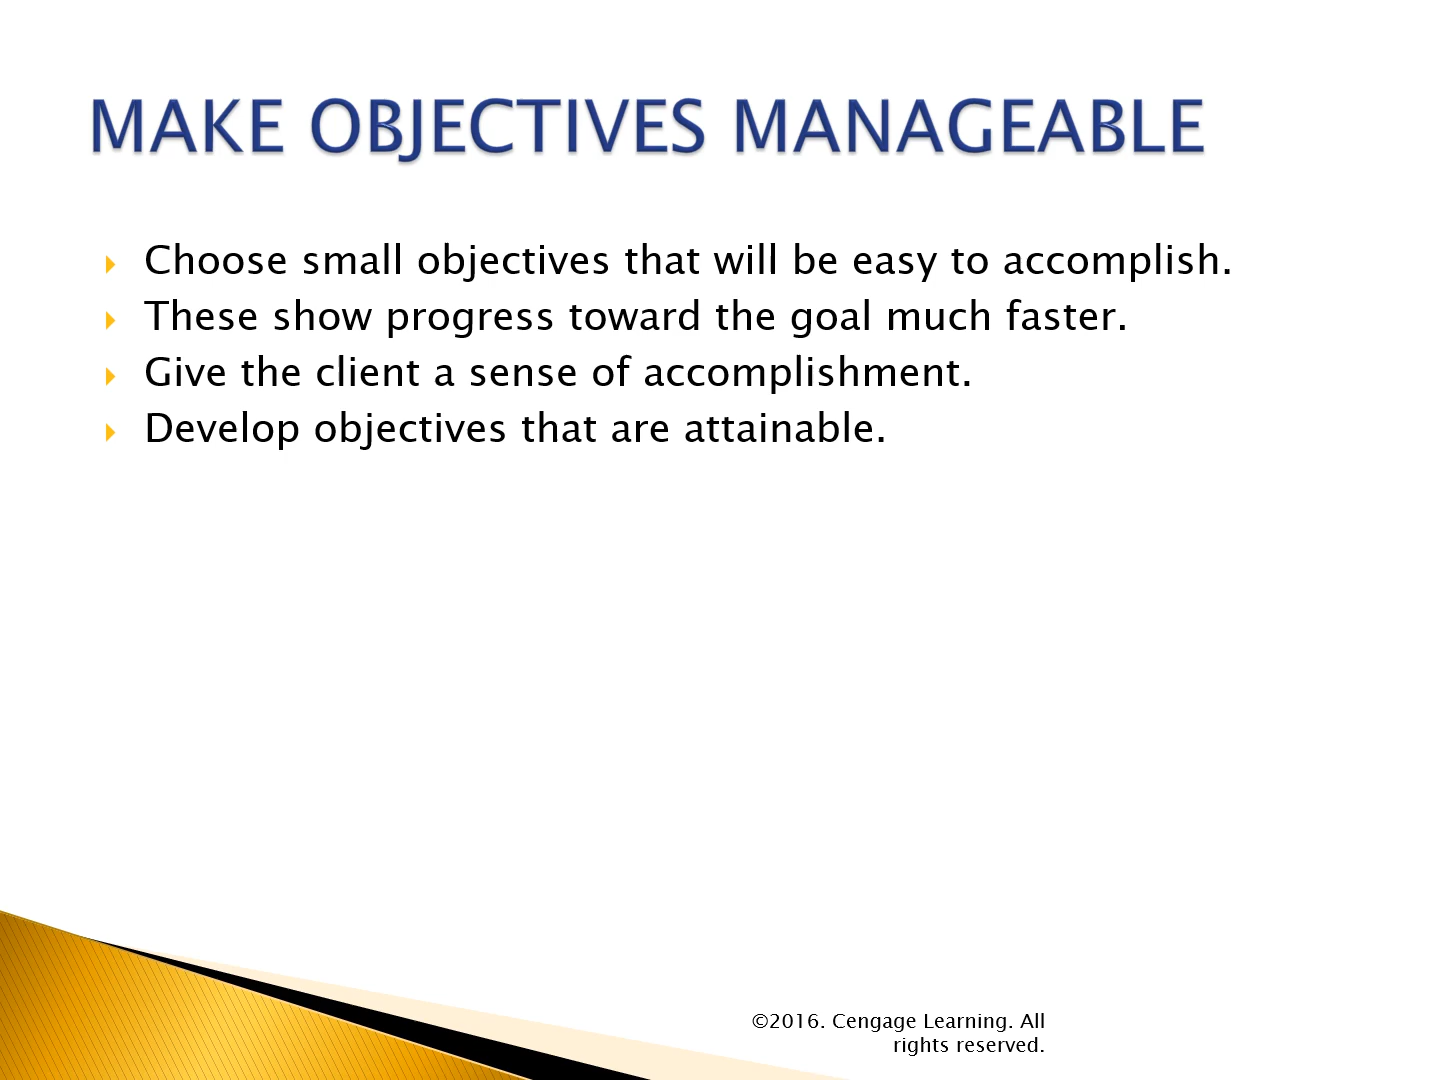 MAKE OBJECTIVES MANAGEABLE
Choose small objectives that will be easy to accomplish.
These show progress toward the goal much faster.
Give the client a sense of accomplishment.
Develop objectives that are attainable.
©2016. Cengage Learning. All
rights reserved.